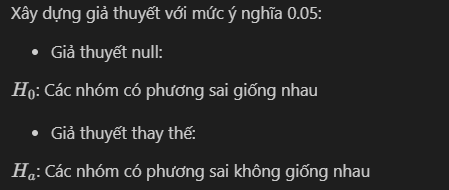 Xây dựng giả thuyết với mức ý nghĩa 0.05:
• Giả thuyết null:
H₀: Các nhóm có phương sai giống nhau
• Giả thuyết thay thế:
Hₐ: Các nhóm có phương sai không giống nhau